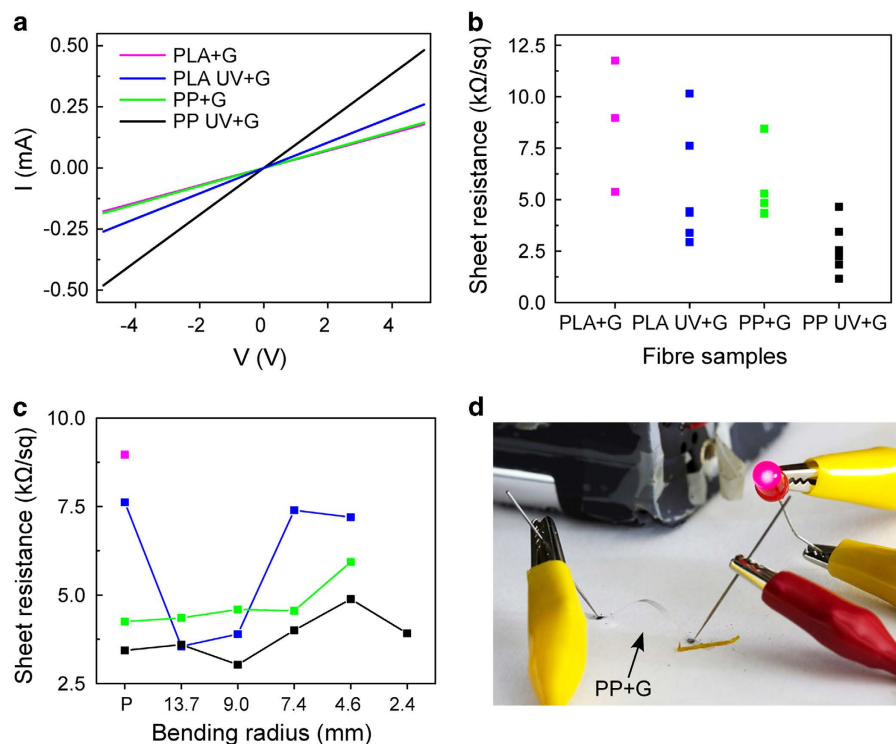 a
0.50
0.25
0.00
-0.25
-0.50
I (mA)
PLA+G
PLA UV+G
PP+G
PP UV+G
-4
-2
0
2
4
V (V)
b
12.5
10.0
7.5
5.0
2.5
0.0
Sheet resistance (kΩ/sq)
PLA+G
PLA UV+G
PP+G
PP UV+G
Fibre samples
c
10.0
7.5
5.0
2.5
Sheet resistance (kΩ/sq)
P
13.7
9.0
7.4
4.6
2.4
Bending radius (mm)
d
PP+G